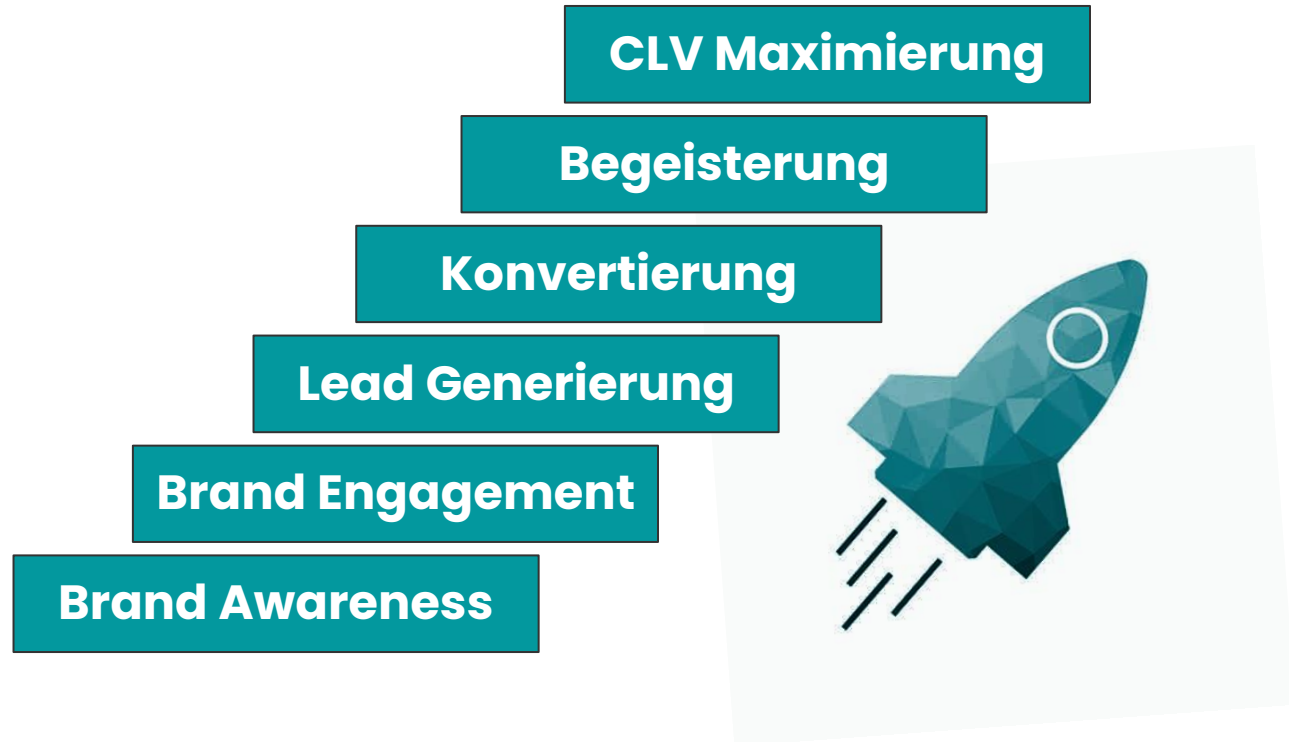 CLV Maximierung
Begeisterung
Konvertierung
Lead Generierung
Brand Engagement
Brand Awareness